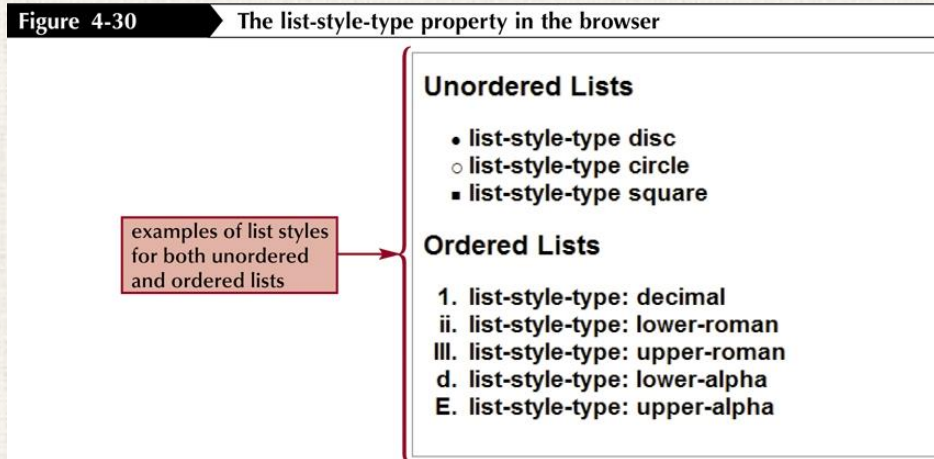 Figure 4-30 The list-style-type property in the browser
examples of list styles
for both unordered
and ordered lists
Unordered Lists
• list-style-type disc
○ list-style-type circle
■ list-style-type square
Ordered Lists
1. list-style-type: decimal
ii. list-style-type: lower-roman
III. list-style-type: upper-roman
d. list-style-type: lower-alpha
E. list-style-type: upper-alpha